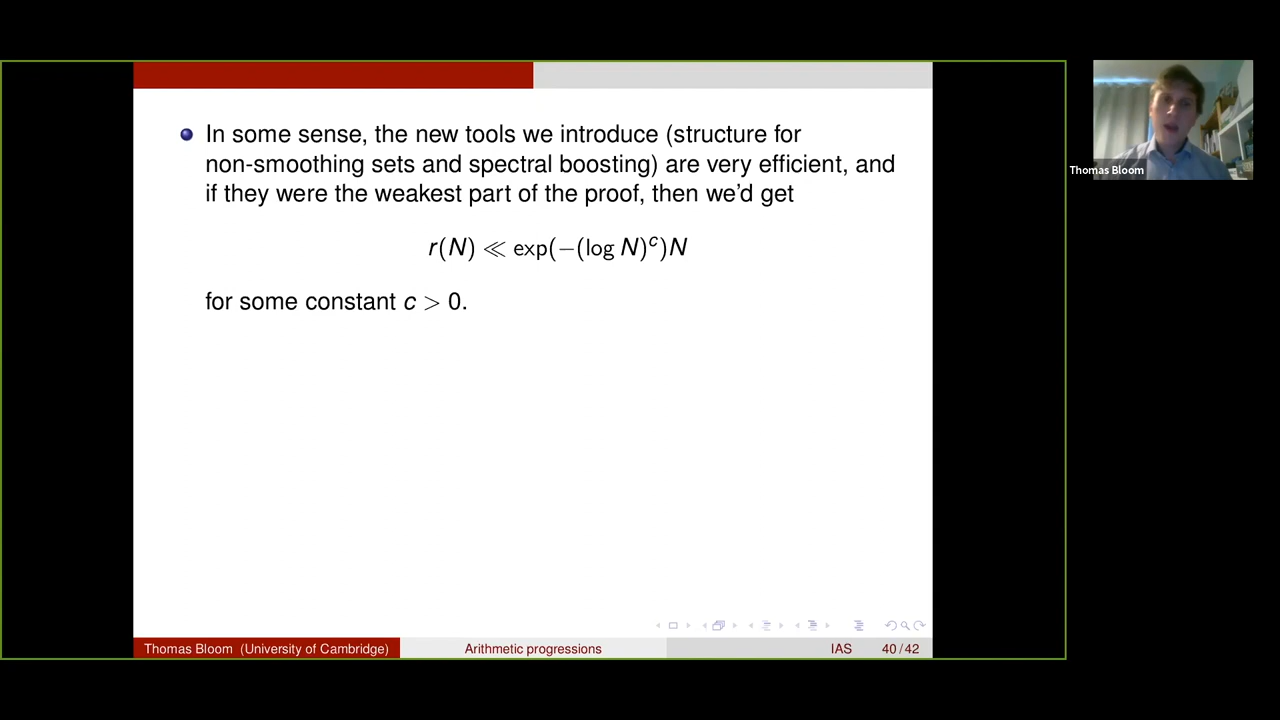 In some sense, the new tools we introduce (structure for
non-smoothing sets and spectral boosting) are very efficient, and
if they were the weakest part of the proof, then we'd get
r(N) ≪ exp(−(log N)^c)N
for some constant c > 0.
Thomas Bloom (University of Cambridge) Arithmetic progressions IAS 40 / 42
Thomas Bloom